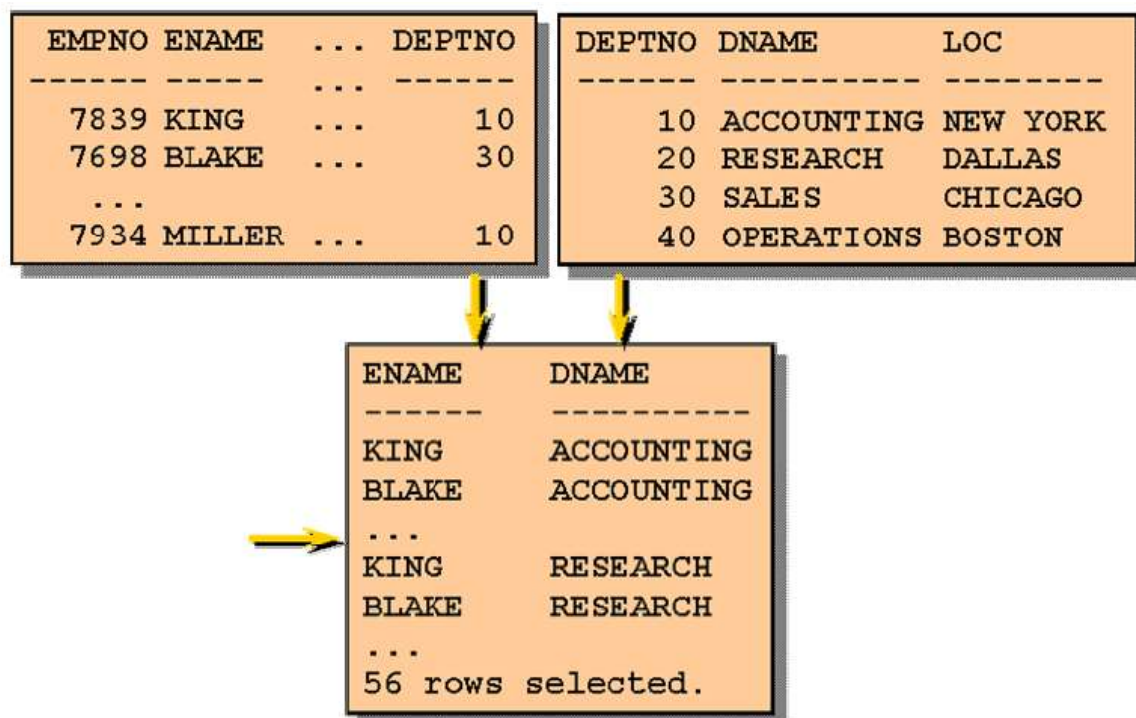 EMPNO ENAME ... DEPTNO
------ ----- ... ------
7839 KING ... 10
7698 BLAKE ... 30
...
7934 MILLER ... 10
DEPTNO DNAME LOC
------ ---------- --------
10 ACCOUNTING NEW YORK
20 RESEARCH DALLAS
30 SALES CHICAGO
40 OPERATIONS BOSTON
ENAME DNAME
------ ----------
KING ACCOUNTING
BLAKE ACCOUNTING
...
KING RESEARCH
BLAKE RESEARCH
...
56 rows selected.